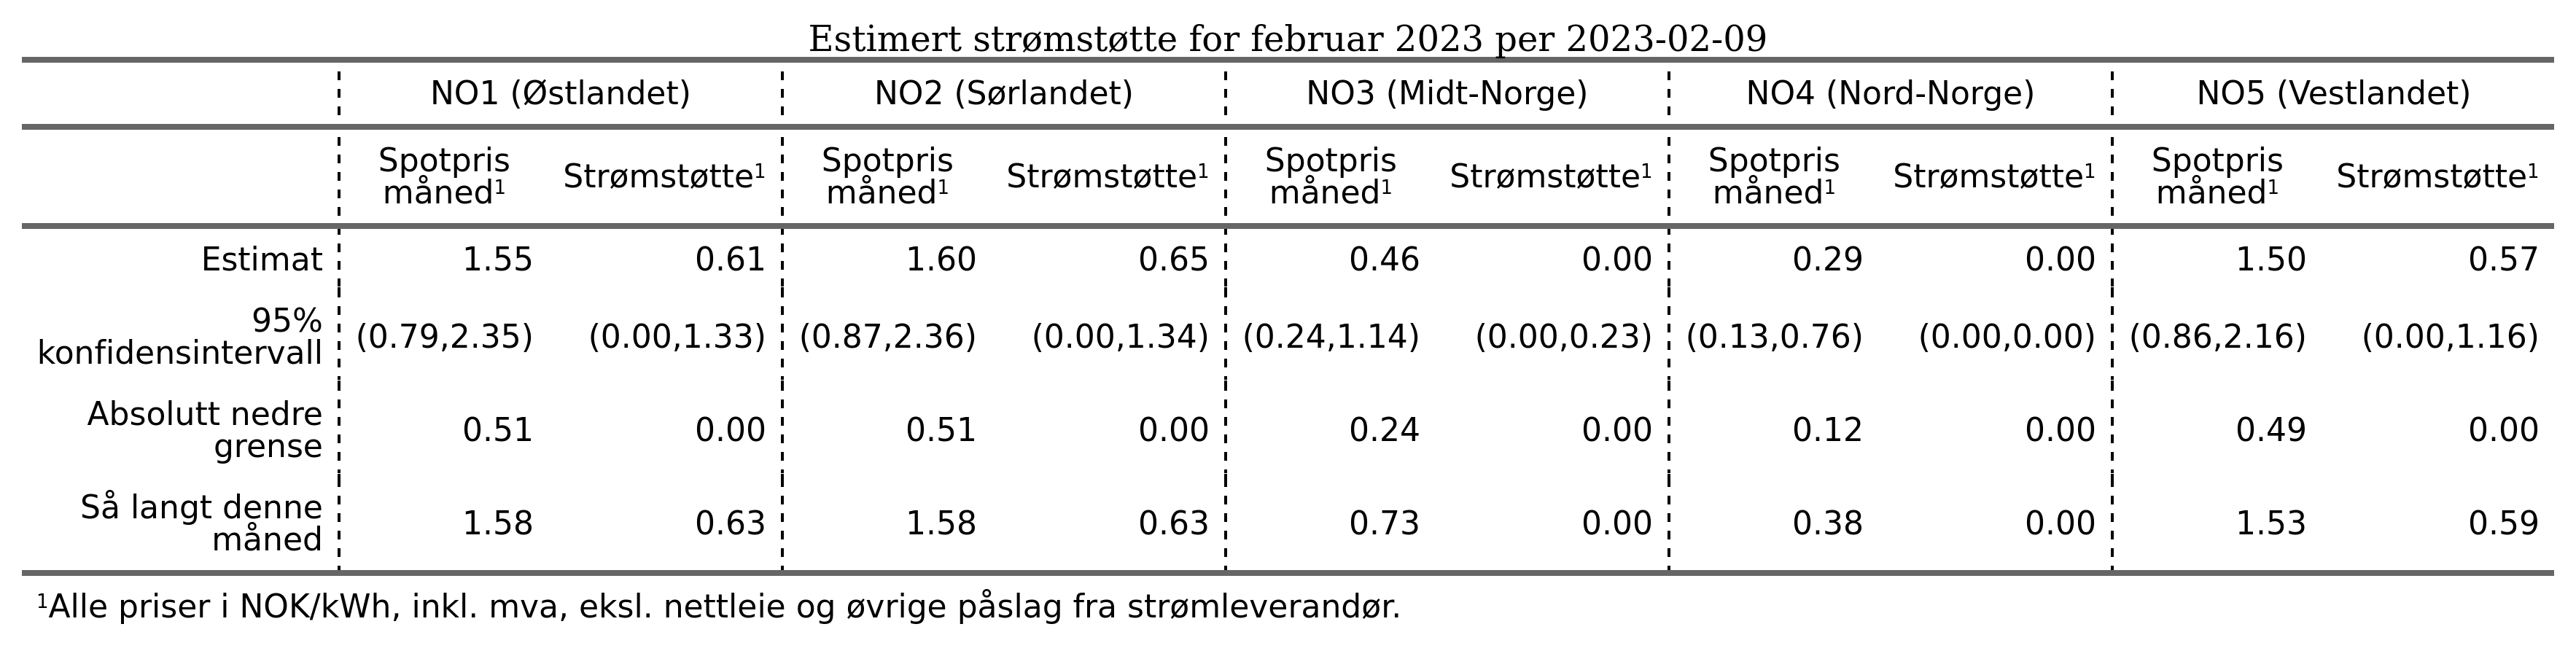 Estimert strømstøtte for februar 2023 per 2023-02-09
NO1 (Østlandet) NO2 (Sørlandet) NO3 (Midt-Norge) NO4 (Nord-Norge) NO5 (Vestlandet)
Spotpris Spotpris Spotpris Spotpris Spotpris
Strømstøtte¹ Strømstøtte¹ Strømstøtte¹ Strømstøtte¹ Strømstøtte¹
måned¹ måned¹ måned¹ måned¹ måned¹
Estimat 1.55 0.61 1.60 0.65 0.46 0.00 0.29 0.00 1.50 0.57
95%
konfidensintervall (0.79,2.35) (0.00,1.33) (0.87,2.36) (0.00,1.34) (0.24,1.14) (0.00,0.23) (0.13,0.76) (0.00,0.00) (0.86,2.16) (0.00,1.16)
Absolutt nedre
grense 0.51 0.00 0.51 0.00 0.24 0.00 0.12 0.00 0.49 0.00
Så langt denne
måned 1.58 0.63 1.58 0.63 0.73 0.00 0.38 0.00 1.53 0.59
¹Alle priser i NOK/kWh, inkl. mva, eksl. nettleie og øvrige påslag fra strømleverandør.